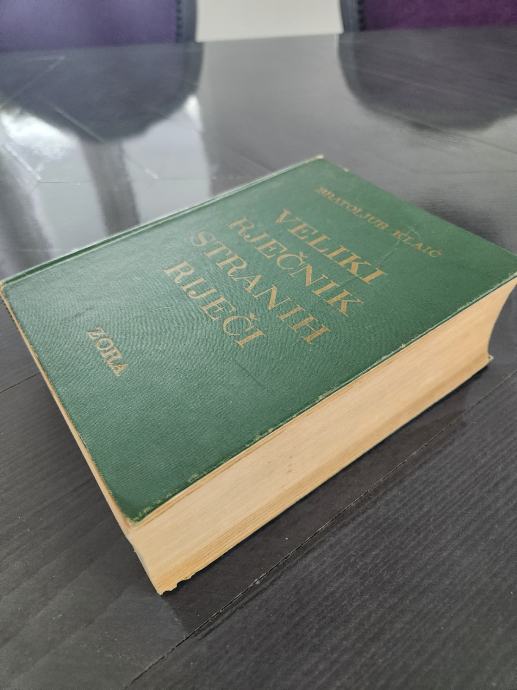 BRATOLJUB KLAIĆ
VELIKI
RJEČNIK
STRANIH
RIJEČI
ZORA